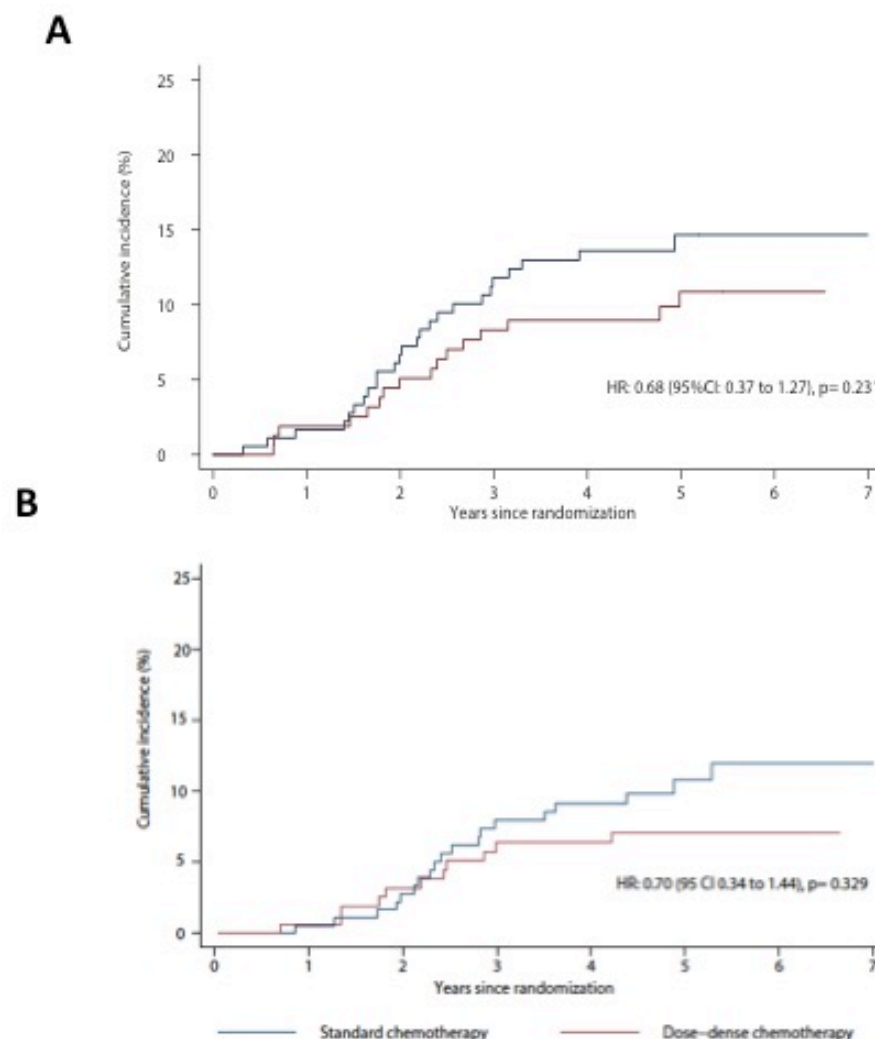 A
25
20
15
10
5
0
Cumulative incidence (%)
HR: 0.68 (95%CI: 0.37 to 1.27), p= 0.23
0 1 2 3 4 5 6 7
Years since randomization
B
25
20
15
10
5
0
Cumulative incidence (%)
HR: 0.70 (95 CI 0.34 to 1.44), p= 0.329
0 1 2 3 4 5 6 7
Years since randomization
Standard chemotherapy Dose-dense chemotherapy